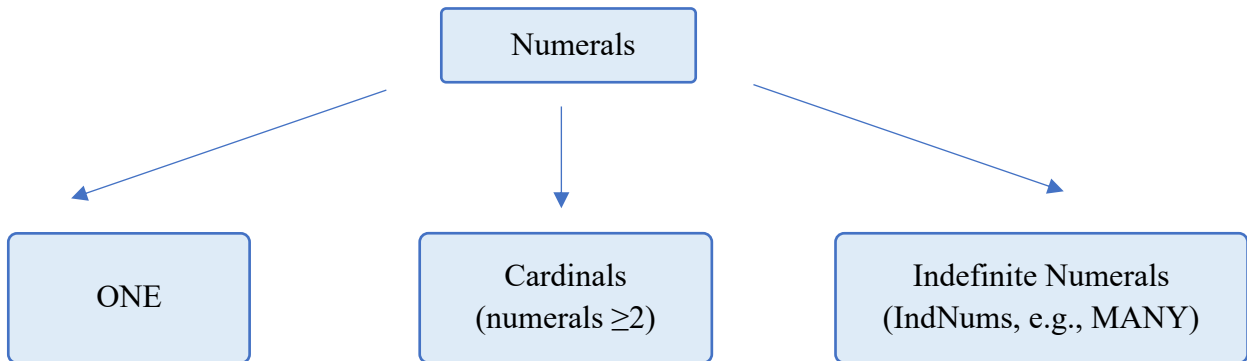 Numerals
ONE
Cardinals
(numerals ≥2)
Indefinite Numerals
(IndNums, e.g., MANY)